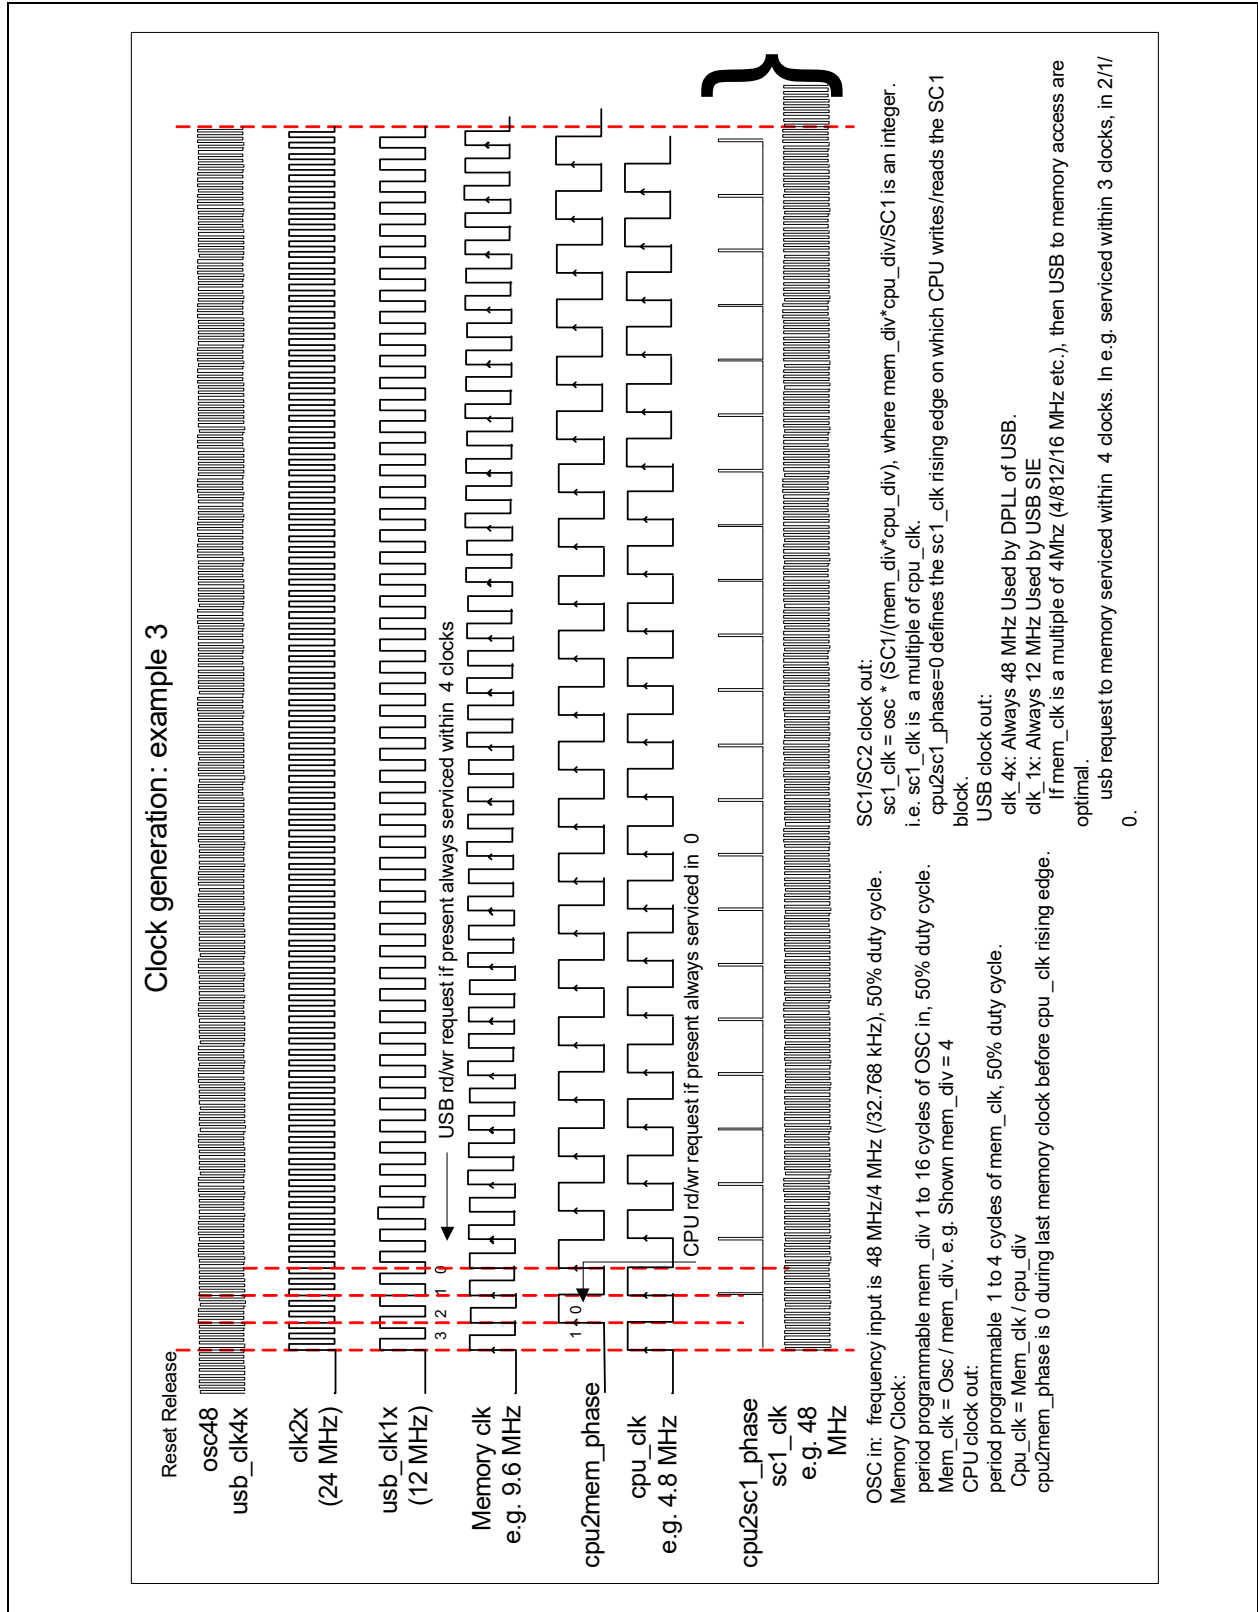 Clock generation: example 3
Reset Release
osc48
usb_clk4x
clk2x
(24 MHz)
usb_clk1x
(12 MHz)
USB rd/wr request if present always serviced within 4 clocks
3 2 1 0
Memory clk
e.g. 9.6 MHz
cpu2mem_phase
1 0
cpu_clk
e.g. 4.8 MHz
CPU rd/wr request if present always serviced in 0
cpu2sc1_phase
sc1_clk
e.g. 48
MHz
OSC in: frequency input is 48 MHz/4 MHz (/32.768 kHz), 50% duty cycle.
Memory Clock:
period programmable mem_div 1 to 16 cycles of OSC in, 50% duty cycle.
Mem_clk = Osc / mem_div. e.g. Shown mem_div = 4
CPU clock out:
period programmable 1 to 4 cycles of mem_clk, 50% duty cycle.
Cpu_clk = Mem_clk / cpu_div
cpu2mem_phase is 0 during last memory clock before cpu_clk rising edge.
SC1/SC2 clock out:
sc1_clk = osc * (SC1/(mem_div*cpu_div), where mem_div*cpu_div/SC1 is an integer.
i.e. sc1_clk is a multiple of cpu_clk.
cpu2sc1_phase=0 defines the sc1_clk rising edge on which CPU writes/reads the SC1
block.
USB clock out:
clk_4x: Always 48 MHz Used by DPLL of USB.
clk_1x: Always 12 MHz Used by USB SIE
If mem_clk is a multiple of 4Mhz (4/812/16 MHz etc.), then USB to memory access are
optimal.
usb request to memory serviced within 4 clocks. In e.g. serviced within 3 clocks, in 2/1/
0.